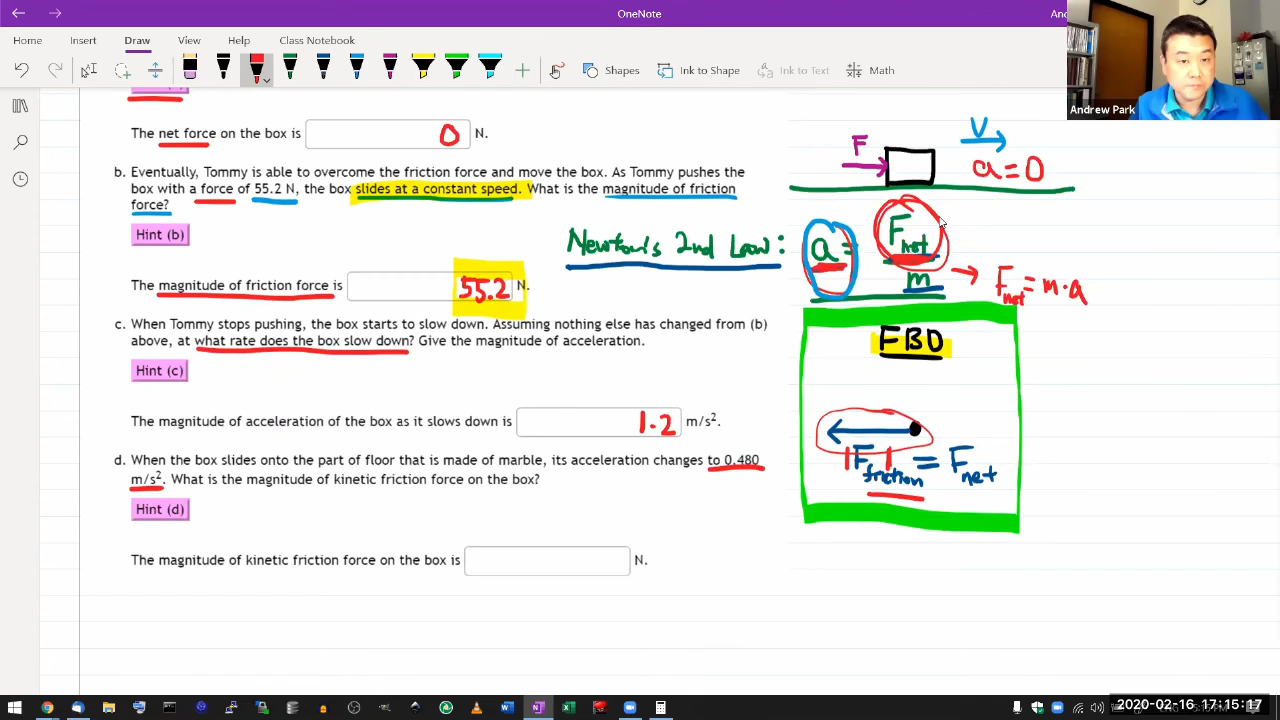 OneNote
Home Insert Draw View Help Class Notebook
Shapes Ink to Shape Ink to Text Math
Andrew Park
The net force on the box is 0 N.
b. Eventually, Tommy is able to overcome the friction force and move the box. As Tommy pushes the
box with a force of 55.2 N, the box slides at a constant speed. What is the magnitude of friction
force?
Hint (b)
The magnitude of friction force is 55.2 N.
c. When Tommy stops pushing, the box starts to slow down. Assuming nothing else has changed from (b)
above, at what rate does the box slow down? Give the magnitude of acceleration.
Hint (c)
The magnitude of acceleration of the box as it slows down is 1.2 m/s².
d. When the box slides onto the part of floor that is made of marble, its acceleration changes to 0.480
m/s². What is the magnitude of kinetic friction force on the box?
Hint (d)
The magnitude of kinetic friction force on the box is N.
F
V
a=0
Newton's 2nd Law: a = Fnet
m
→ Fnet = m·a
FBD
|Ffriction| = Fnet
2020-02-16 17:15:17